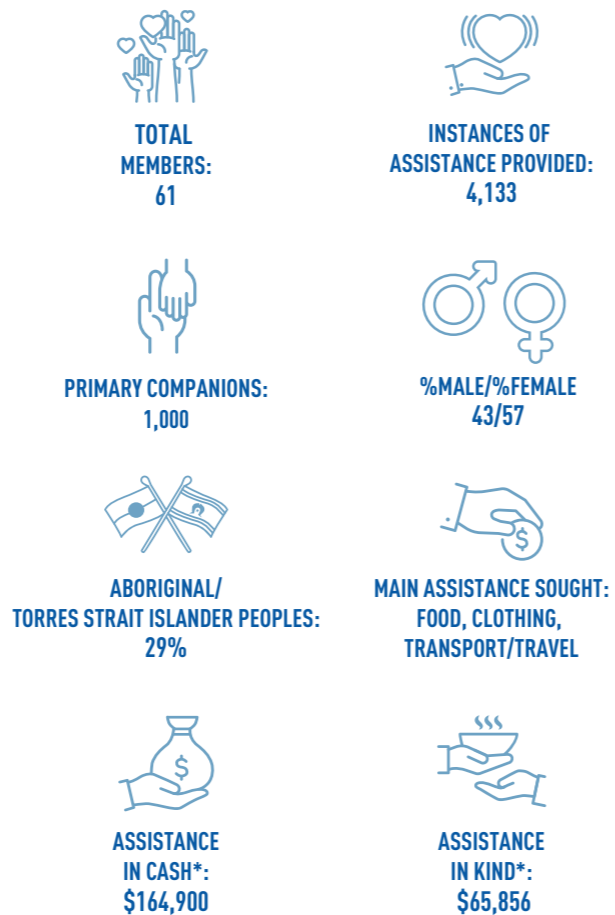 TOTAL
MEMBERS:
61
INSTANCES OF
ASSISTANCE PROVIDED:
4,133
PRIMARY COMPANIONS:
1,000
%MALE/%FEMALE
43/57
ABORIGINAL/
TORRES STRAIT ISLANDER PEOPLES:
29%
$
MAIN ASSISTANCE SOUGHT:
FOOD, CLOTHING,
TRANSPORT/TRAVEL
$
ASSISTANCE
IN CASH*:
$164,900
ASSISTANCE
IN KIND*:
$65,856